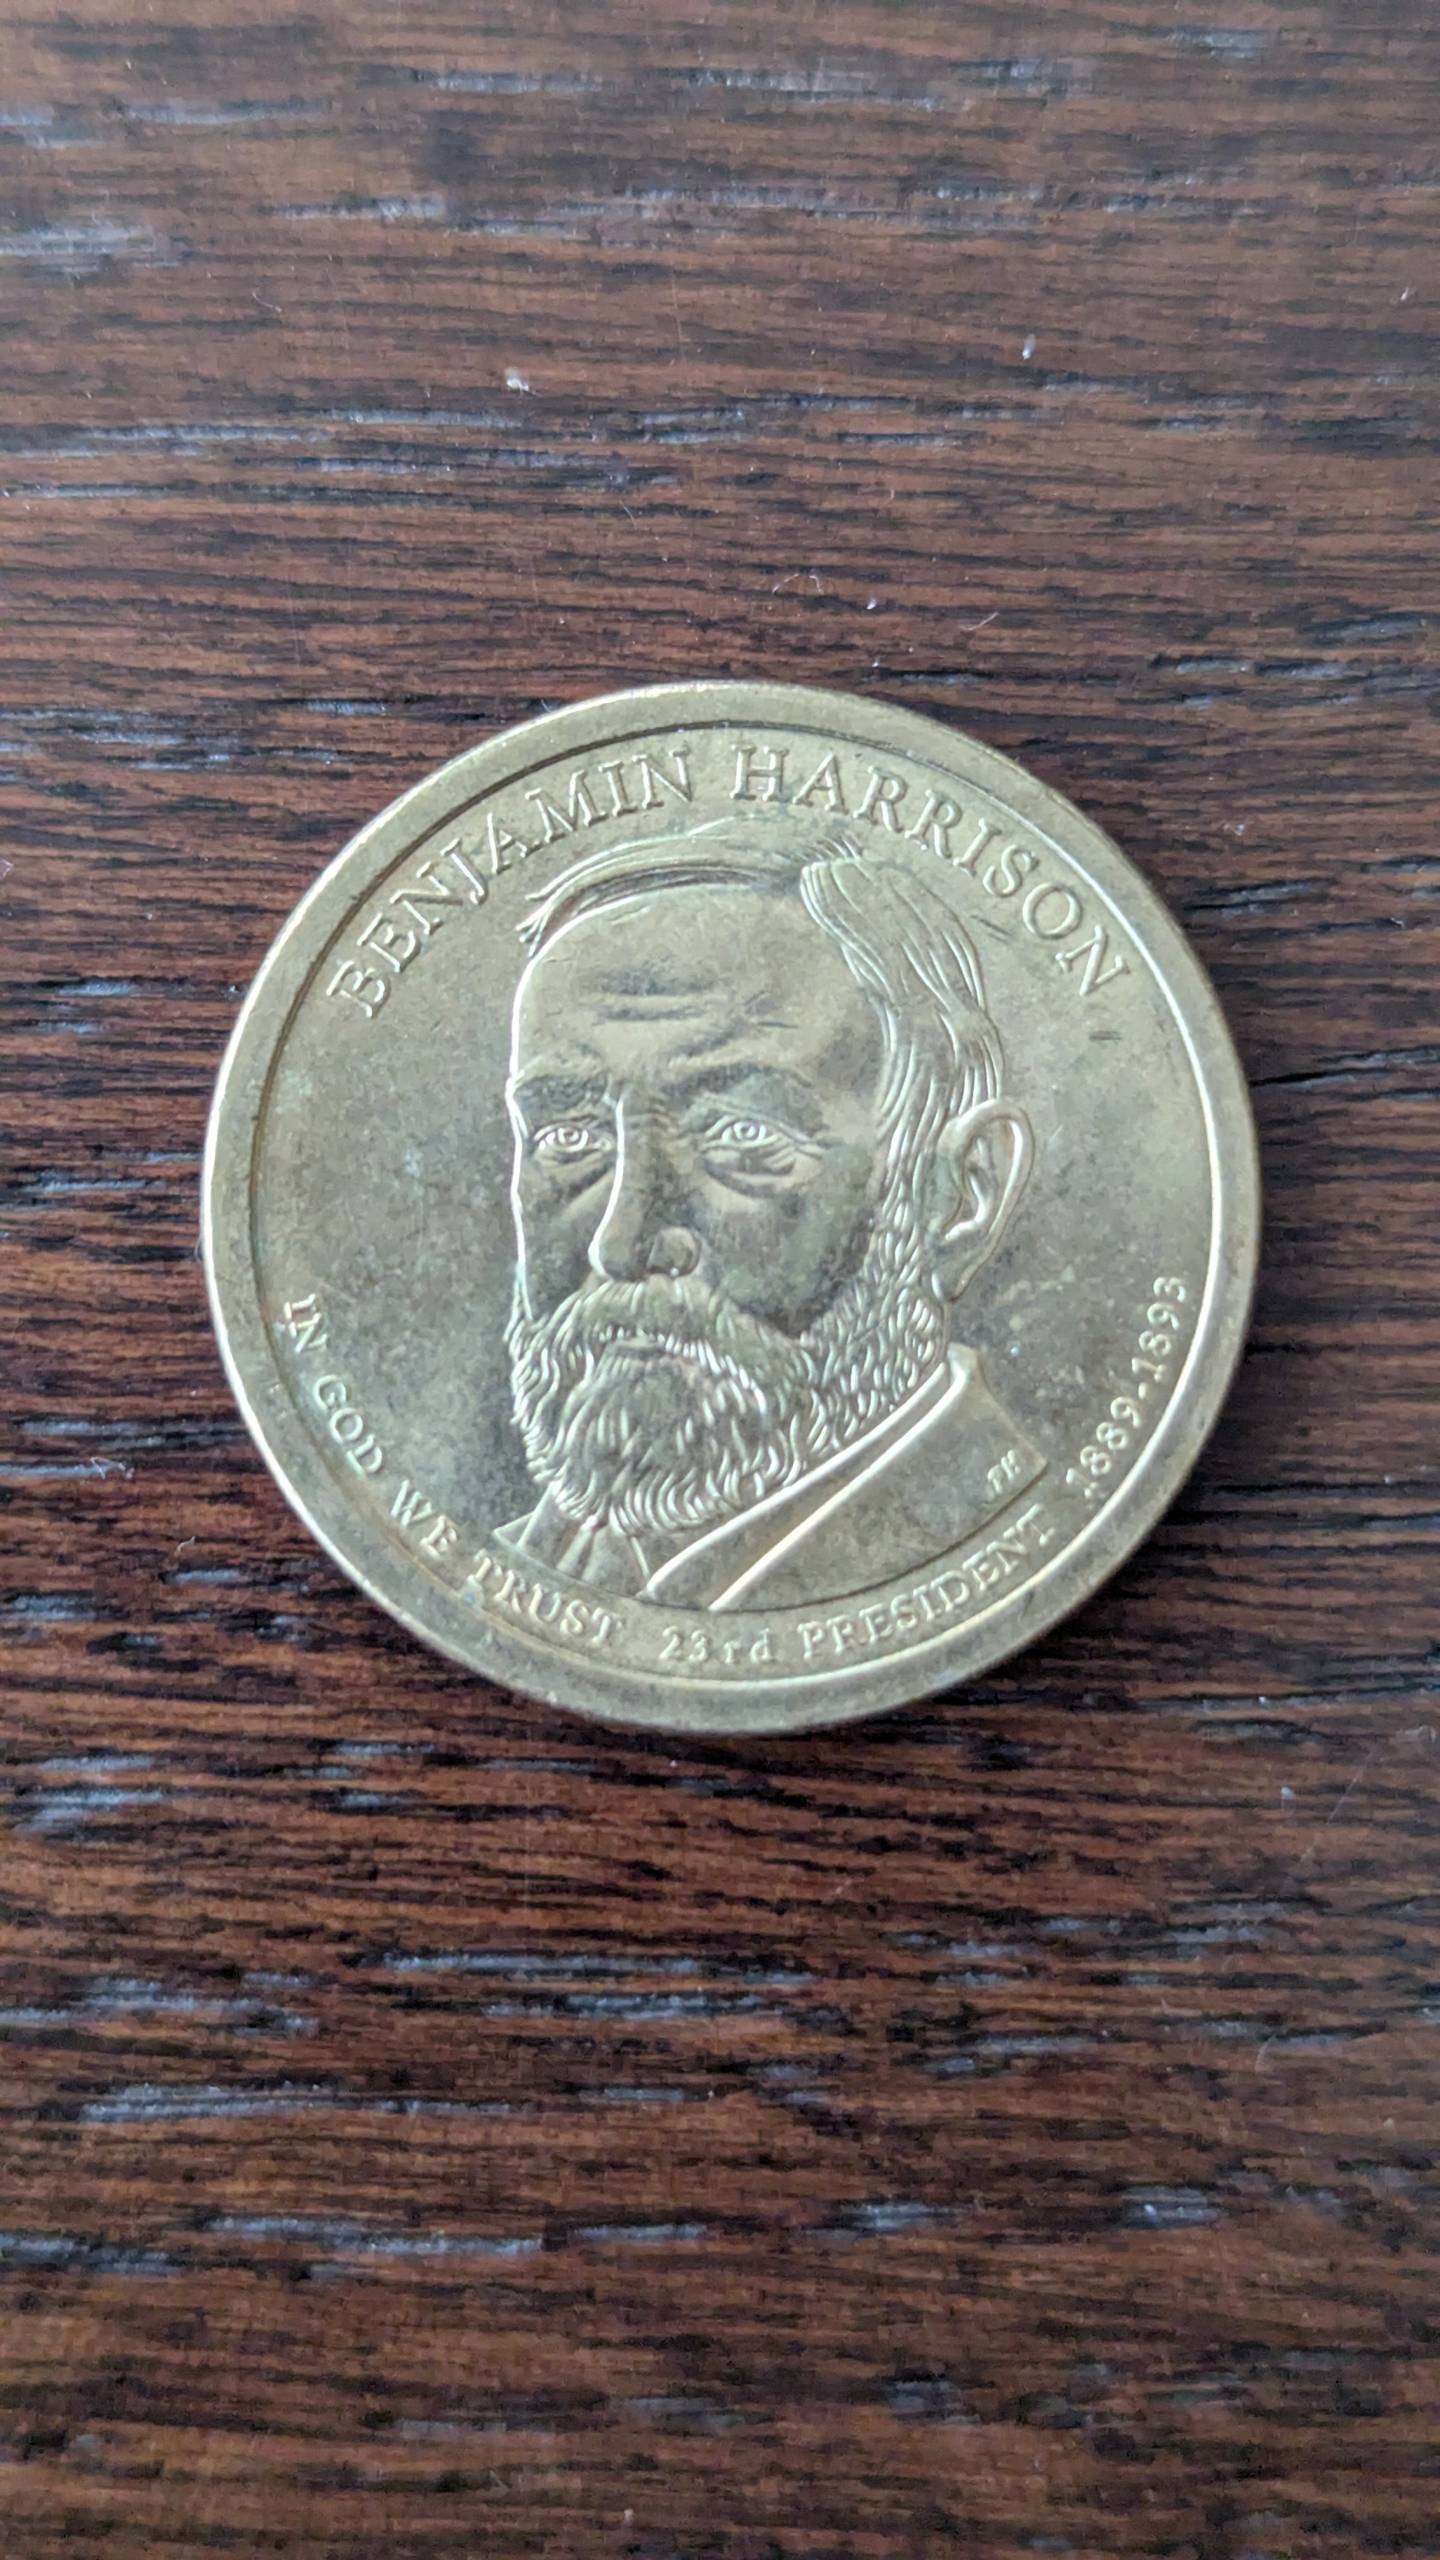 BENJAMIN HARRISON
IN GOD WE TRUST 23rd PRESIDENT 1889-1893